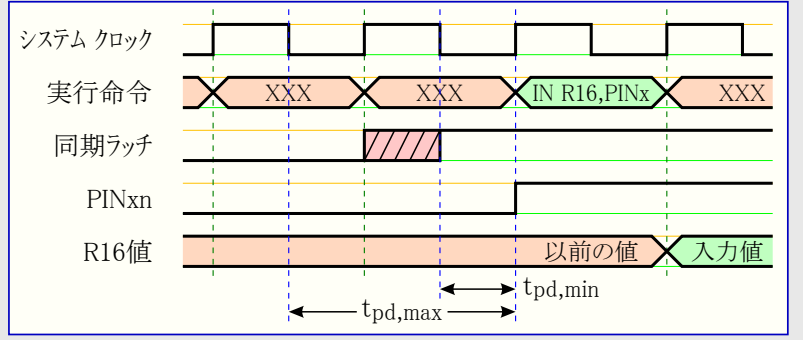 システム クロック
実行命令 XXX XXX IN R16,PINx XXX
同期ラッチ
PINxn
R16値 以前の値 入力値
tpd,min
tpd,max